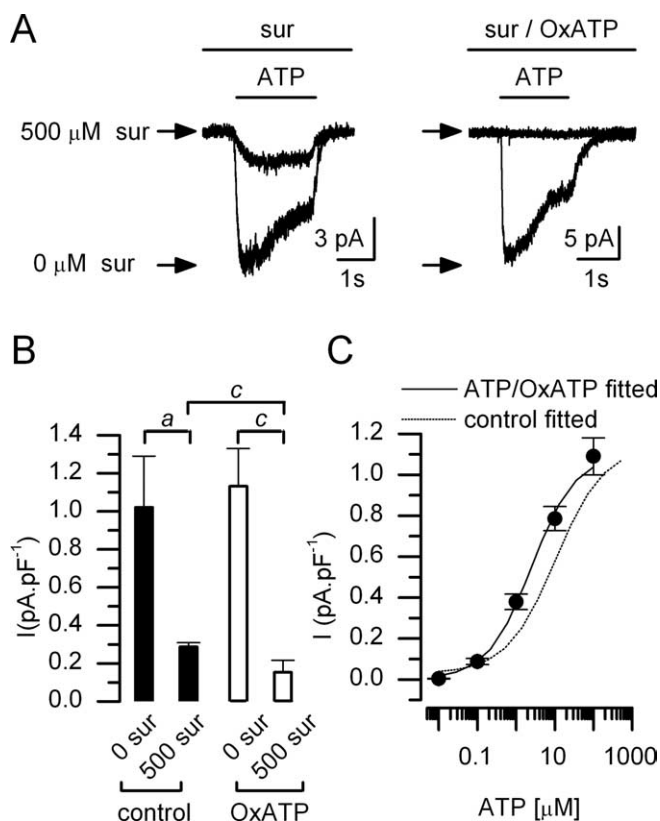 A
sur
sur / OxATP
ATP
ATP
500 μM sur
0 μM sur
3 pA
1s
5 pA
1s
B
c
a
c
1.4
1.2
1.0
0.8
0.6
0.4
0.2
0.0
I(pA.pF⁻¹)
0 sur
500 sur
0 sur
500 sur
control
OxATP
C
ATP/OxATP fitted
control fitted
1.2
1.0
0.8
0.6
0.4
0.2
0.0
I (pA.pF⁻¹)
0.1
10
1000
ATP [μM]